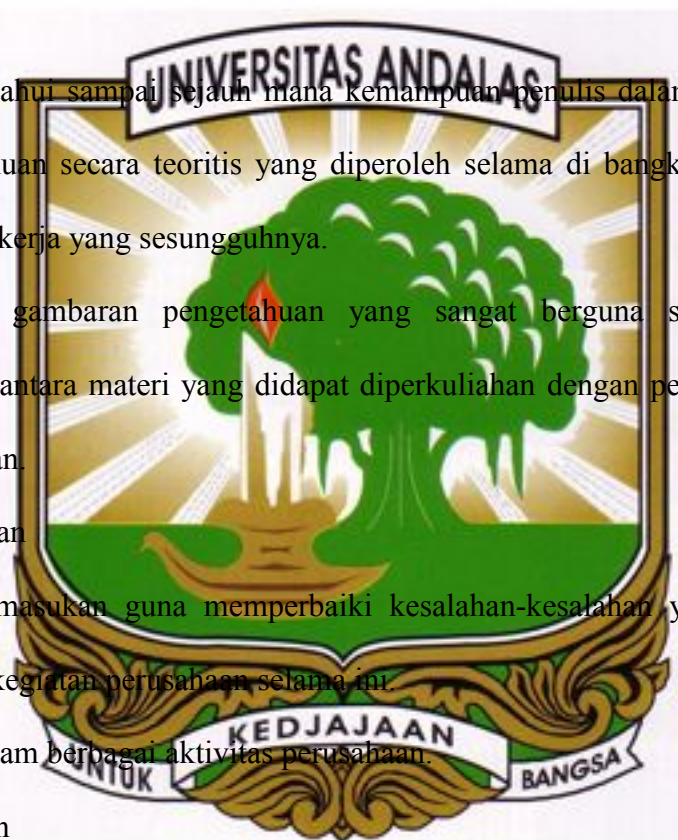 UNIVERSITAS ANDALAS
ahui sampai sejauh mana kemampuan penulis dalam
uan secara teoritis yang diperoleh selama di bangk
kerja yang sesungguhnya.
gambaran pengetahuan yang sangat berguna s
antara materi yang didapat diperkuliahan dengan pe
an.
an
masukan guna memperbaiki kesalahan-kesalahan y
kegiatan perusahaan selama ini.
am berbagai aktivitas perusahaan.
n
UNTUK KEDJAJAAN BANGSA